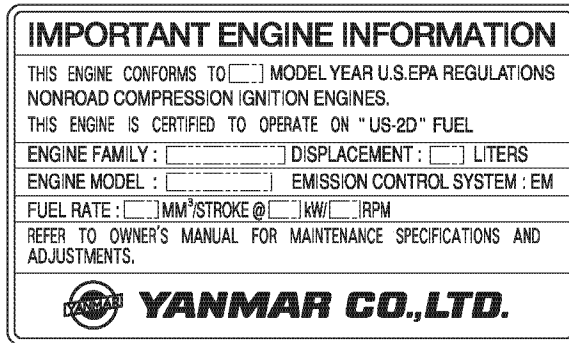 IMPORTANT ENGINE INFORMATION
THIS ENGINE CONFORMS TO MODEL YEAR U.S.EPA REGULATIONS
NONROAD COMPRESSION IGNITION ENGINES.
THIS ENGINE IS CERTIFIED TO OPERATE ON "US-2D" FUEL
ENGINE FAMILY : DISPLACEMENT : LITERS
ENGINE MODEL : EMISSION CONTROL SYSTEM : EM
FUEL RATE : MM³/STROKE @ kW/ RPM
REFER TO OWNER'S MANUAL FOR MAINTENANCE SPECIFICATIONS AND
ADJUSTMENTS.
YANMAR YANMAR CO.,LTD.